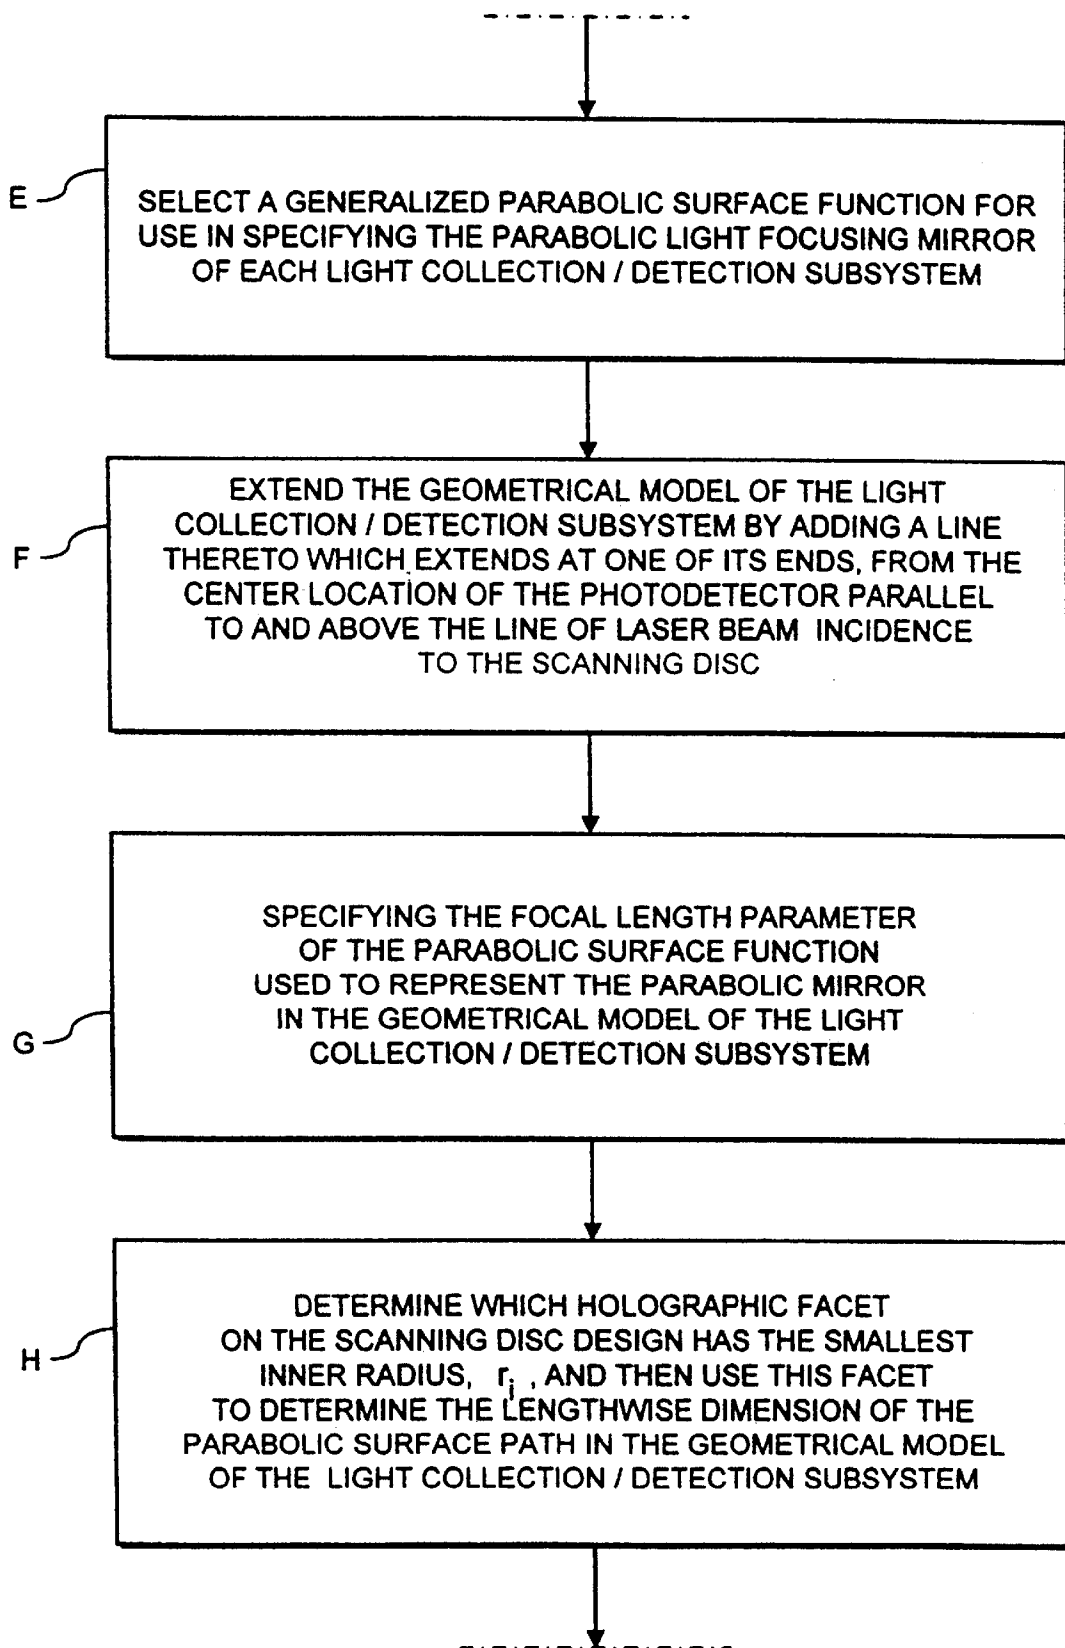 E
SELECT A GENERALIZED PARABOLIC SURFACE FUNCTION FOR
USE IN SPECIFYING THE PARABOLIC LIGHT FOCUSING MIRROR
OF EACH LIGHT COLLECTION / DETECTION SUBSYSTEM
F
EXTEND THE GEOMETRICAL MODEL OF THE LIGHT
COLLECTION / DETECTION SUBSYSTEM BY ADDING A LINE
THERETO WHICH EXTENDS AT ONE OF ITS ENDS, FROM THE
CENTER LOCATION OF THE PHOTODETECTOR PARALLEL
TO AND ABOVE THE LINE OF LASER BEAM INCIDENCE
TO THE SCANNING DISC
G
SPECIFYING THE FOCAL LENGTH PARAMETER
OF THE PARABOLIC SURFACE FUNCTION
USED TO REPRESENT THE PARABOLIC MIRROR
IN THE GEOMETRICAL MODEL OF THE LIGHT
COLLECTION / DETECTION SUBSYSTEM
H
DETERMINE WHICH HOLOGRAPHIC FACET
ON THE SCANNING DISC DESIGN HAS THE SMALLEST
INNER RADIUS, r_i , AND THEN USE THIS FACET
TO DETERMINE THE LENGTHWISE DIMENSION OF THE
PARABOLIC SURFACE PATH IN THE GEOMETRICAL MODEL
OF THE LIGHT COLLECTION / DETECTION SUBSYSTEM